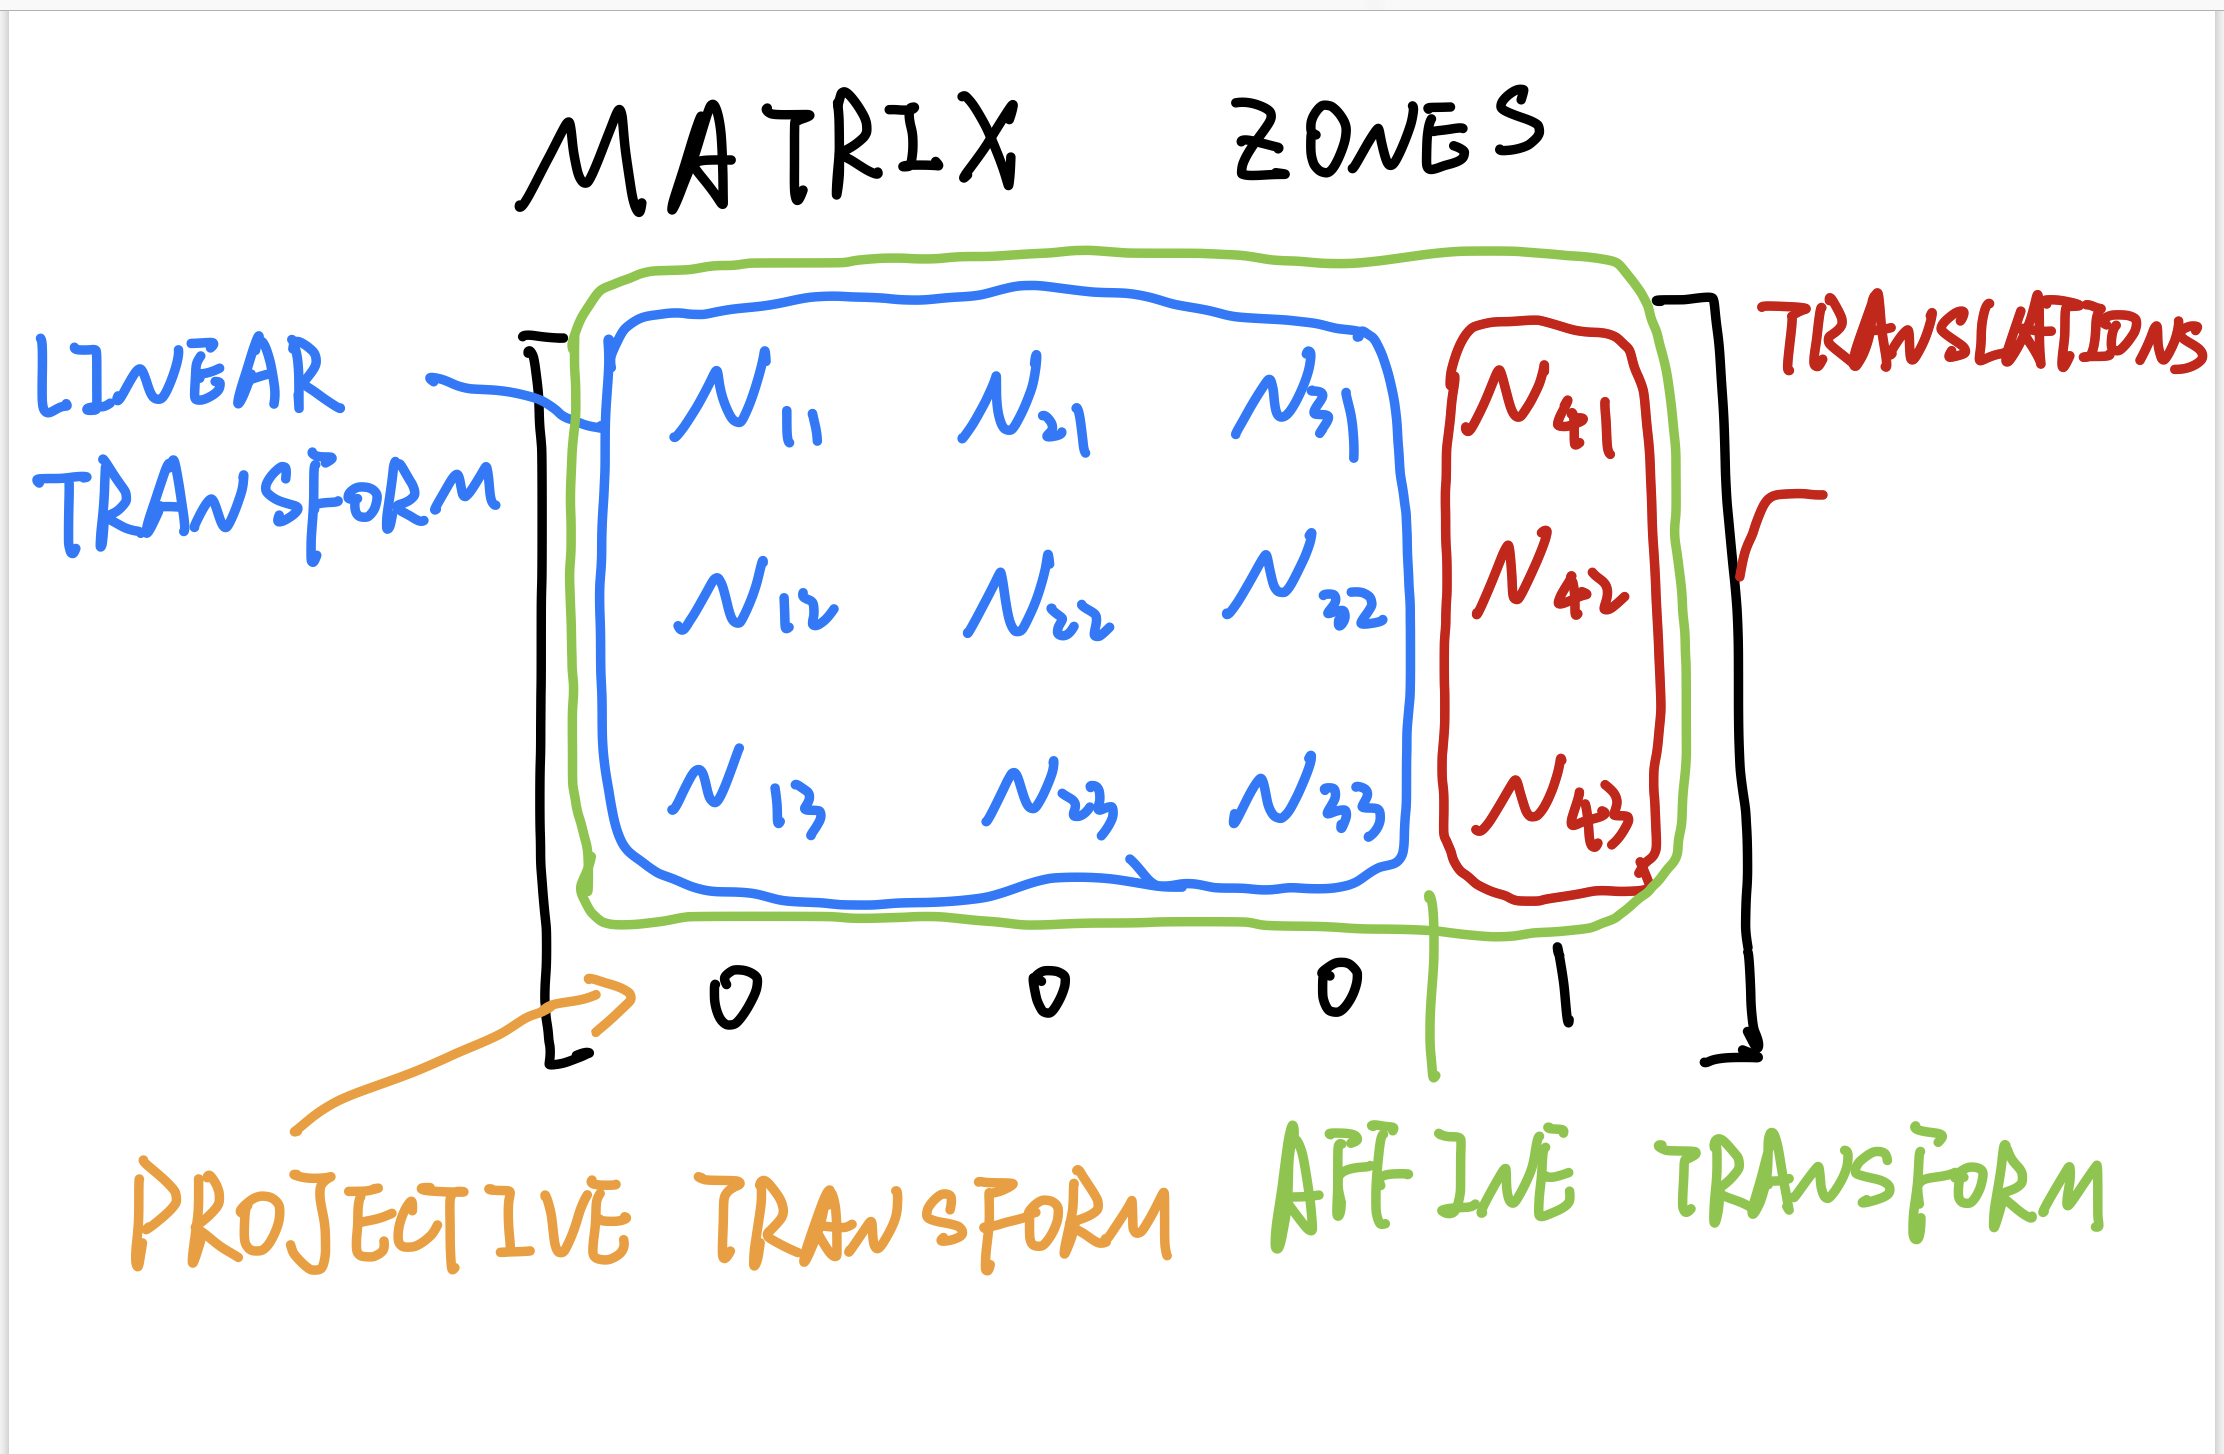 MATRIX ZONES
LINEAR
TRANSFORM
TRANSLATIONS
N11 N21 N31 N41
N12 N22 N32 N42
N13 N23 N33 N43
0 0 0 1
PROJECTIVE TRANSFORM
AFFINE TRANSFORM